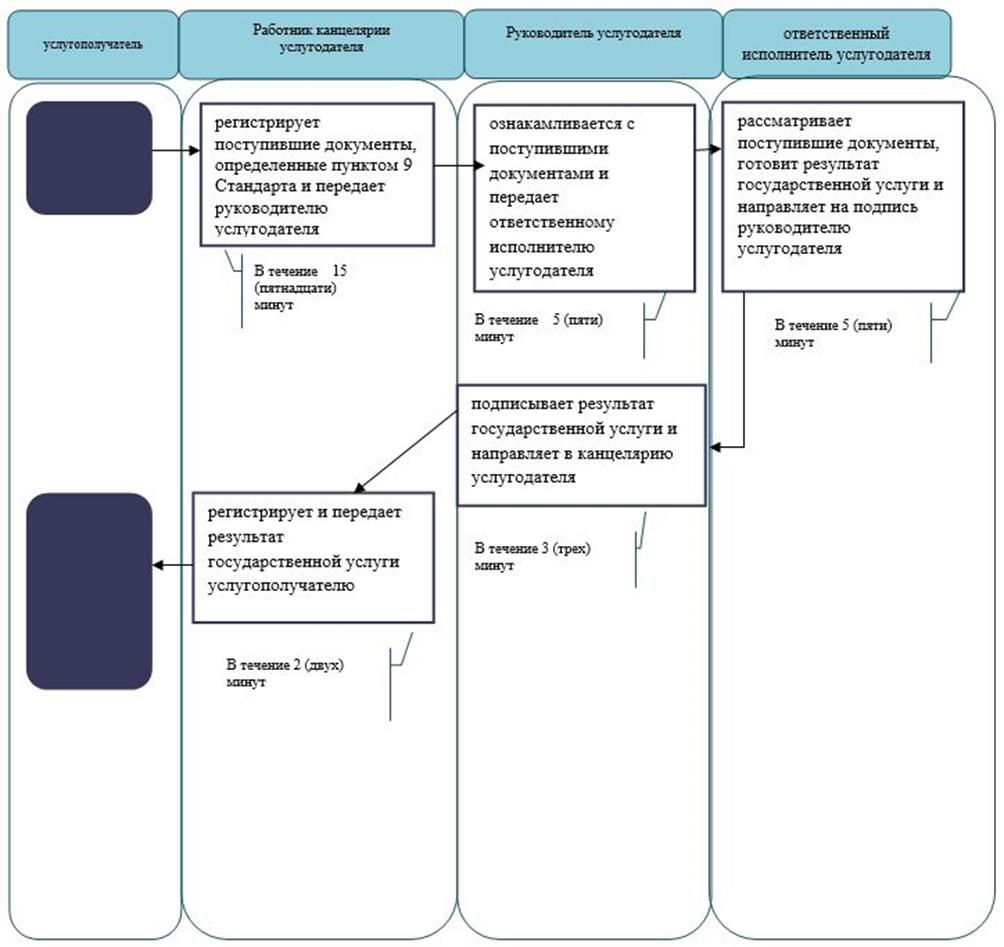 услугополучатель
Работник канцелярии
услугодателя
Руководитель услугодателя
ответственный
исполнитель услугодателя
регистрирует
поступившие документы,
определенные пунктом 9
Стандарта и передает
руководителю
услугодателя
В течение 15
(пятнадцати)
минут
ознакамливается с
поступившими
документами и
передает
ответственному
исполнителю
услугодателя
В течение 5 (пяти)
минут
рассматривает
поступившие документы,
готовит результат
государственной услуги и
направляет на подпись
руководителю
услугодателя
В течение 5 (пяти)
минут
подписывает результат
государственной услуги и
направляет в канцелярию
услугодателя
В течение 3 (трех)
минут
регистрирует и передает
результат
государственной услуги
услугополучателю
В течение 2 (двух)
минут